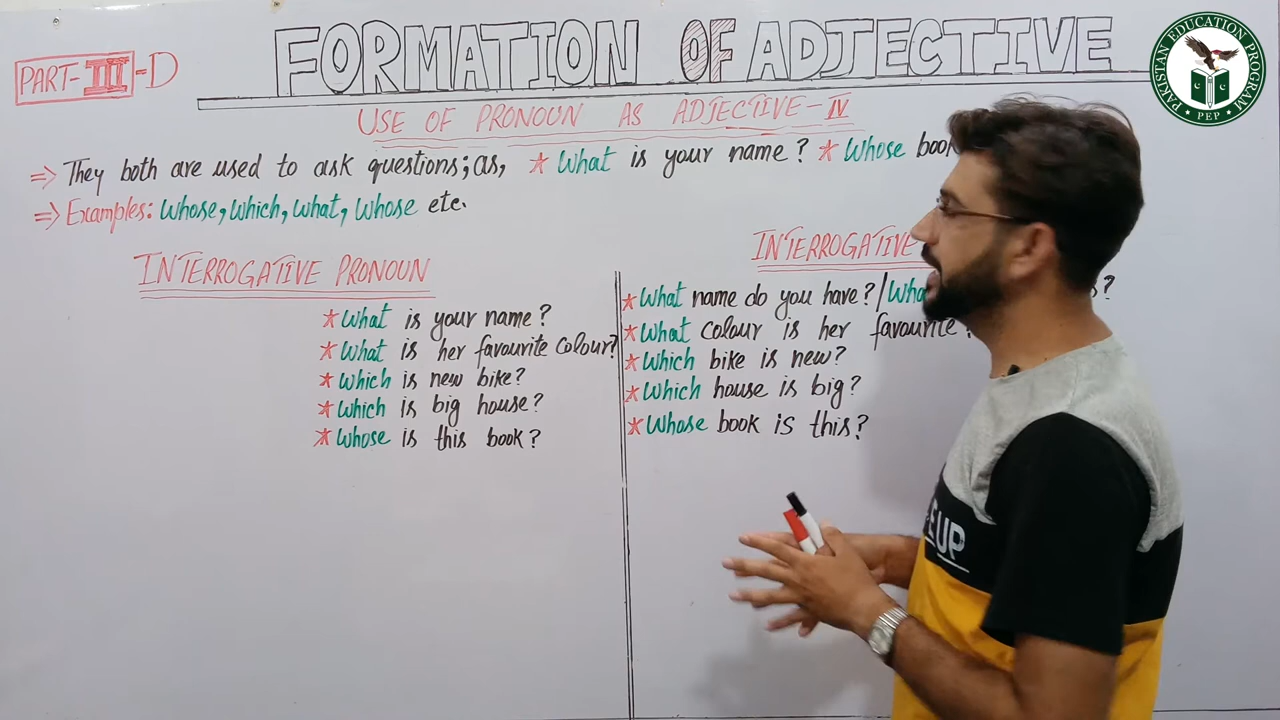 PART-III-D
FORMATION OF ADJECTIVE
USE OF PRONOUN AS ADJECTIVE-IV
⇒ They both are used to ask questions; as, * What is your name? * Whose book
⇒ Examples: Whose, Which, What, Whose etc.
INTERROGATIVE PRONOUN
* What is your name?
* What is her favourite colour?
* Which is new bike?
* Which is big house?
* Whose is this book?
INTERROGATIVE
* What name do you have? /
* What colour is her favourite?
* Which bike is new?
* Which house is big?
* Whose book is this?
PAKISTAN EDUCATION PROGRAM
PEP
EUP